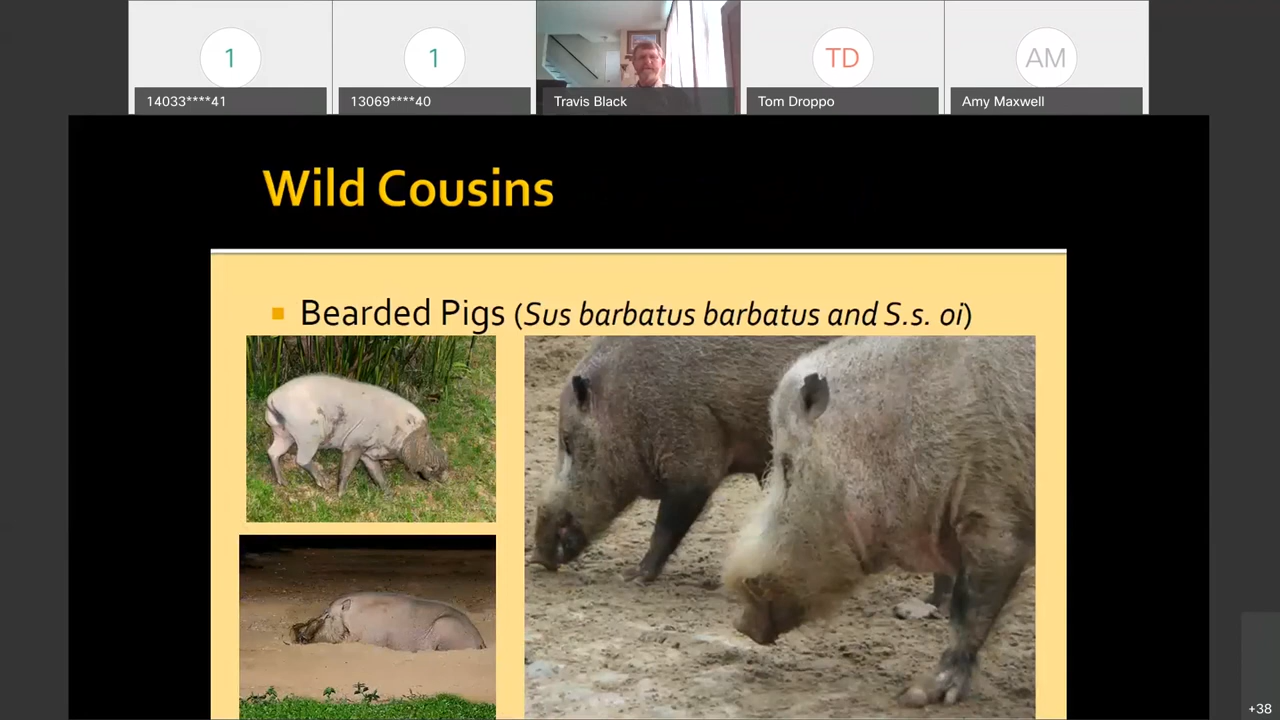 1
1
TD
AM
14033****41
13069****40
Travis Black
Tom Droppo
Amy Maxwell
Wild Cousins
Bearded Pigs (Sus barbatus barbatus and S.s. oi)
+38